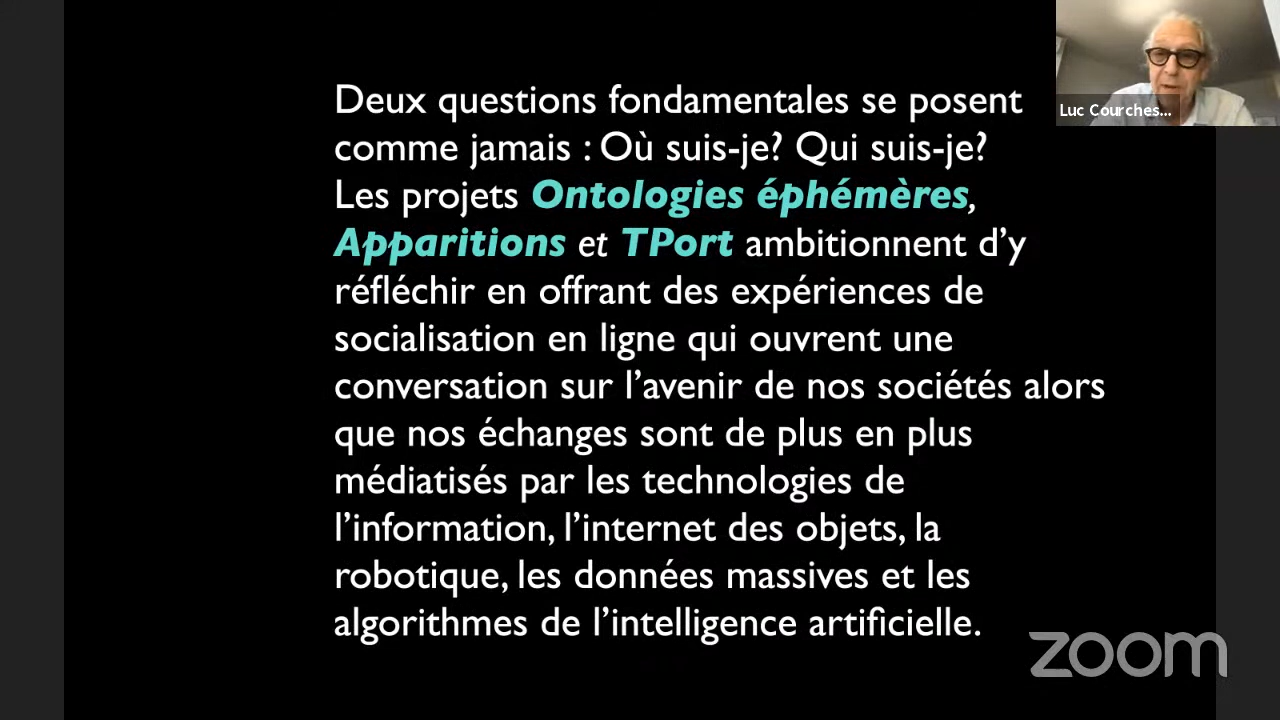 Deux questions fondamentales se posent
comme jamais : Où suis-je? Qui suis-je?
Les projets Ontologies éphémères,
Apparitions et TPort ambitionnent d’y
réfléchir en offrant des expériences de
socialisation en ligne qui ouvrent une
conversation sur l’avenir de nos sociétés alors
que nos échanges sont de plus en plus
médiatisés par les technologies de
l’information, l’internet des objets, la
robotique, les données massives et les
algorithmes de l’intelligence artificielle.
Luc Courches...
zoom